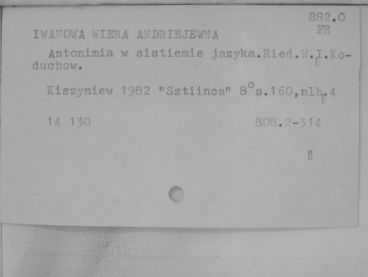 882.0
FR
IWANOWA WIERA ANDRIEJEWNA
Antonimia w sistiemie jazyka.Ried.W.I.Ko-
duchow.
Kiszyniew 1982 "Sztiinca" 8°s.160,nlb.4
14 130 808.2-314